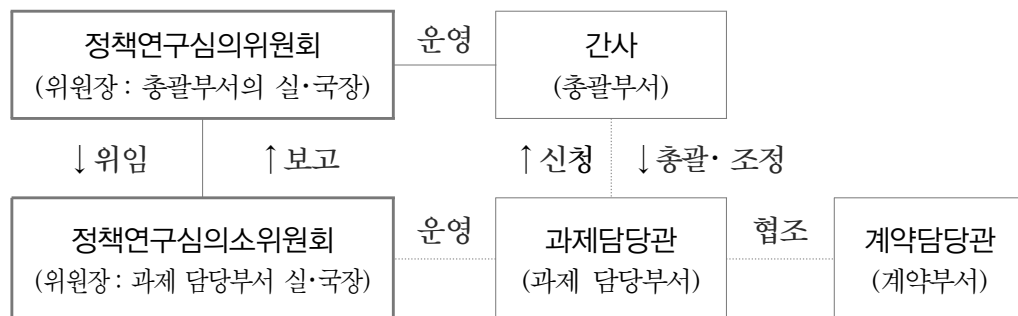 정책연구심의위원회
(위원장 : 총괄부서의 실·국장)
운영
간사
(총괄부서)
↓위임
↑보고
↑신청
↓총괄· 조정
정책연구심의소위원회
(위원장 : 과제 담당부서 실·국장)
운영
과제담당관
(과제 담당부서)
협조
계약담당관
(계약부서)